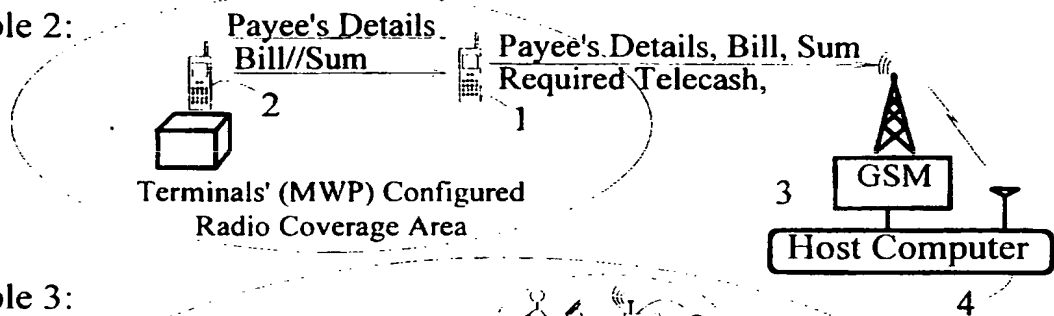 ple 2:
Payee's Details
Bill//Sum
Payee's Details, Bill, Sum
Required Telecash,
2
1
Terminals' (MWP) Configured
Radio Coverage Area
3
GSM
Host Computer
4
ple 3: